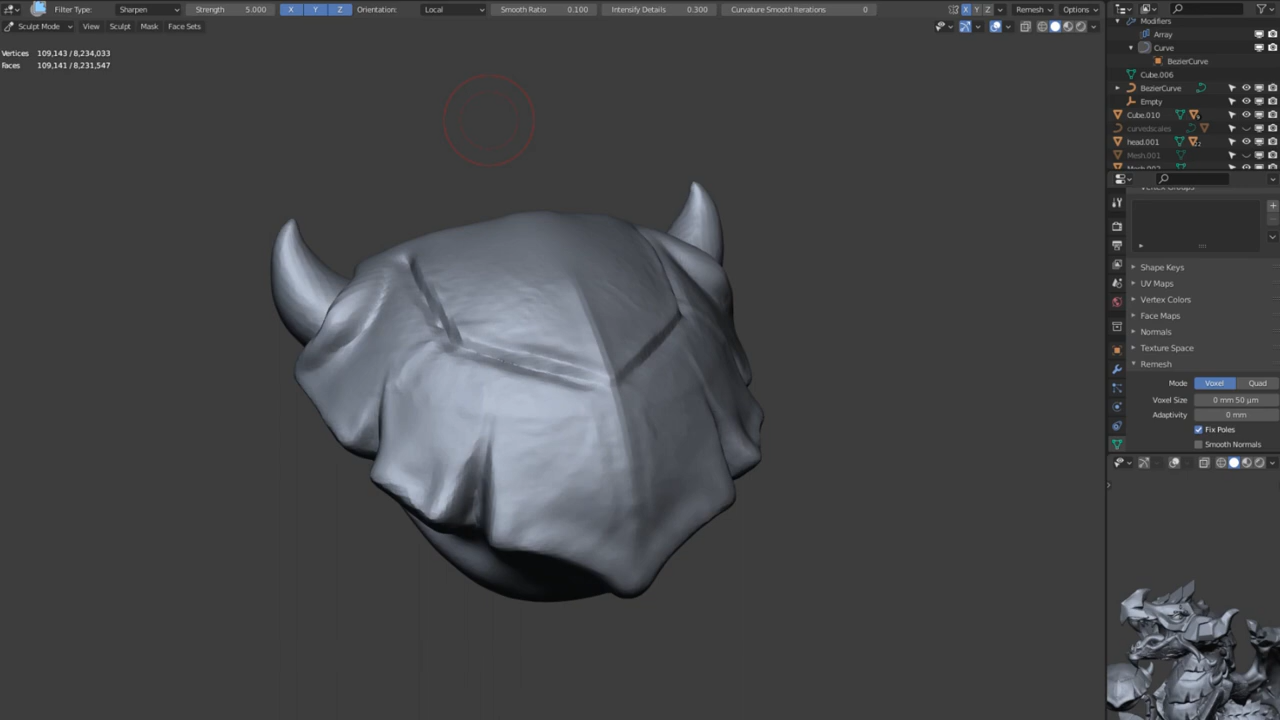 Filter Type: Sharpen Strength 5.000 X Y Z Orientation: Local Smooth Ratio 0.100 Intensify Details 0.300 Curvature Smooth Iterations 0 X Y Z Remesh Options
Sculpt Mode View Sculpt Mask Face Sets
Vertices 109,143 / 8,234,033
Faces 109,141 / 8,231,547
Modifiers
Array
Curve
BezierCurve
Cube.006
BezierCurve
Empty
Cube.010
curvedscales
head.001
Mesh.001
Vertex Groups
Shape Keys
UV Maps
Vertex Colors
Face Maps
Normals
Texture Space
Remesh
Mode Voxel Quad
Voxel Size 0 mm 50 µm
Adaptivity 0 mm
Fix Poles
Smooth Normals